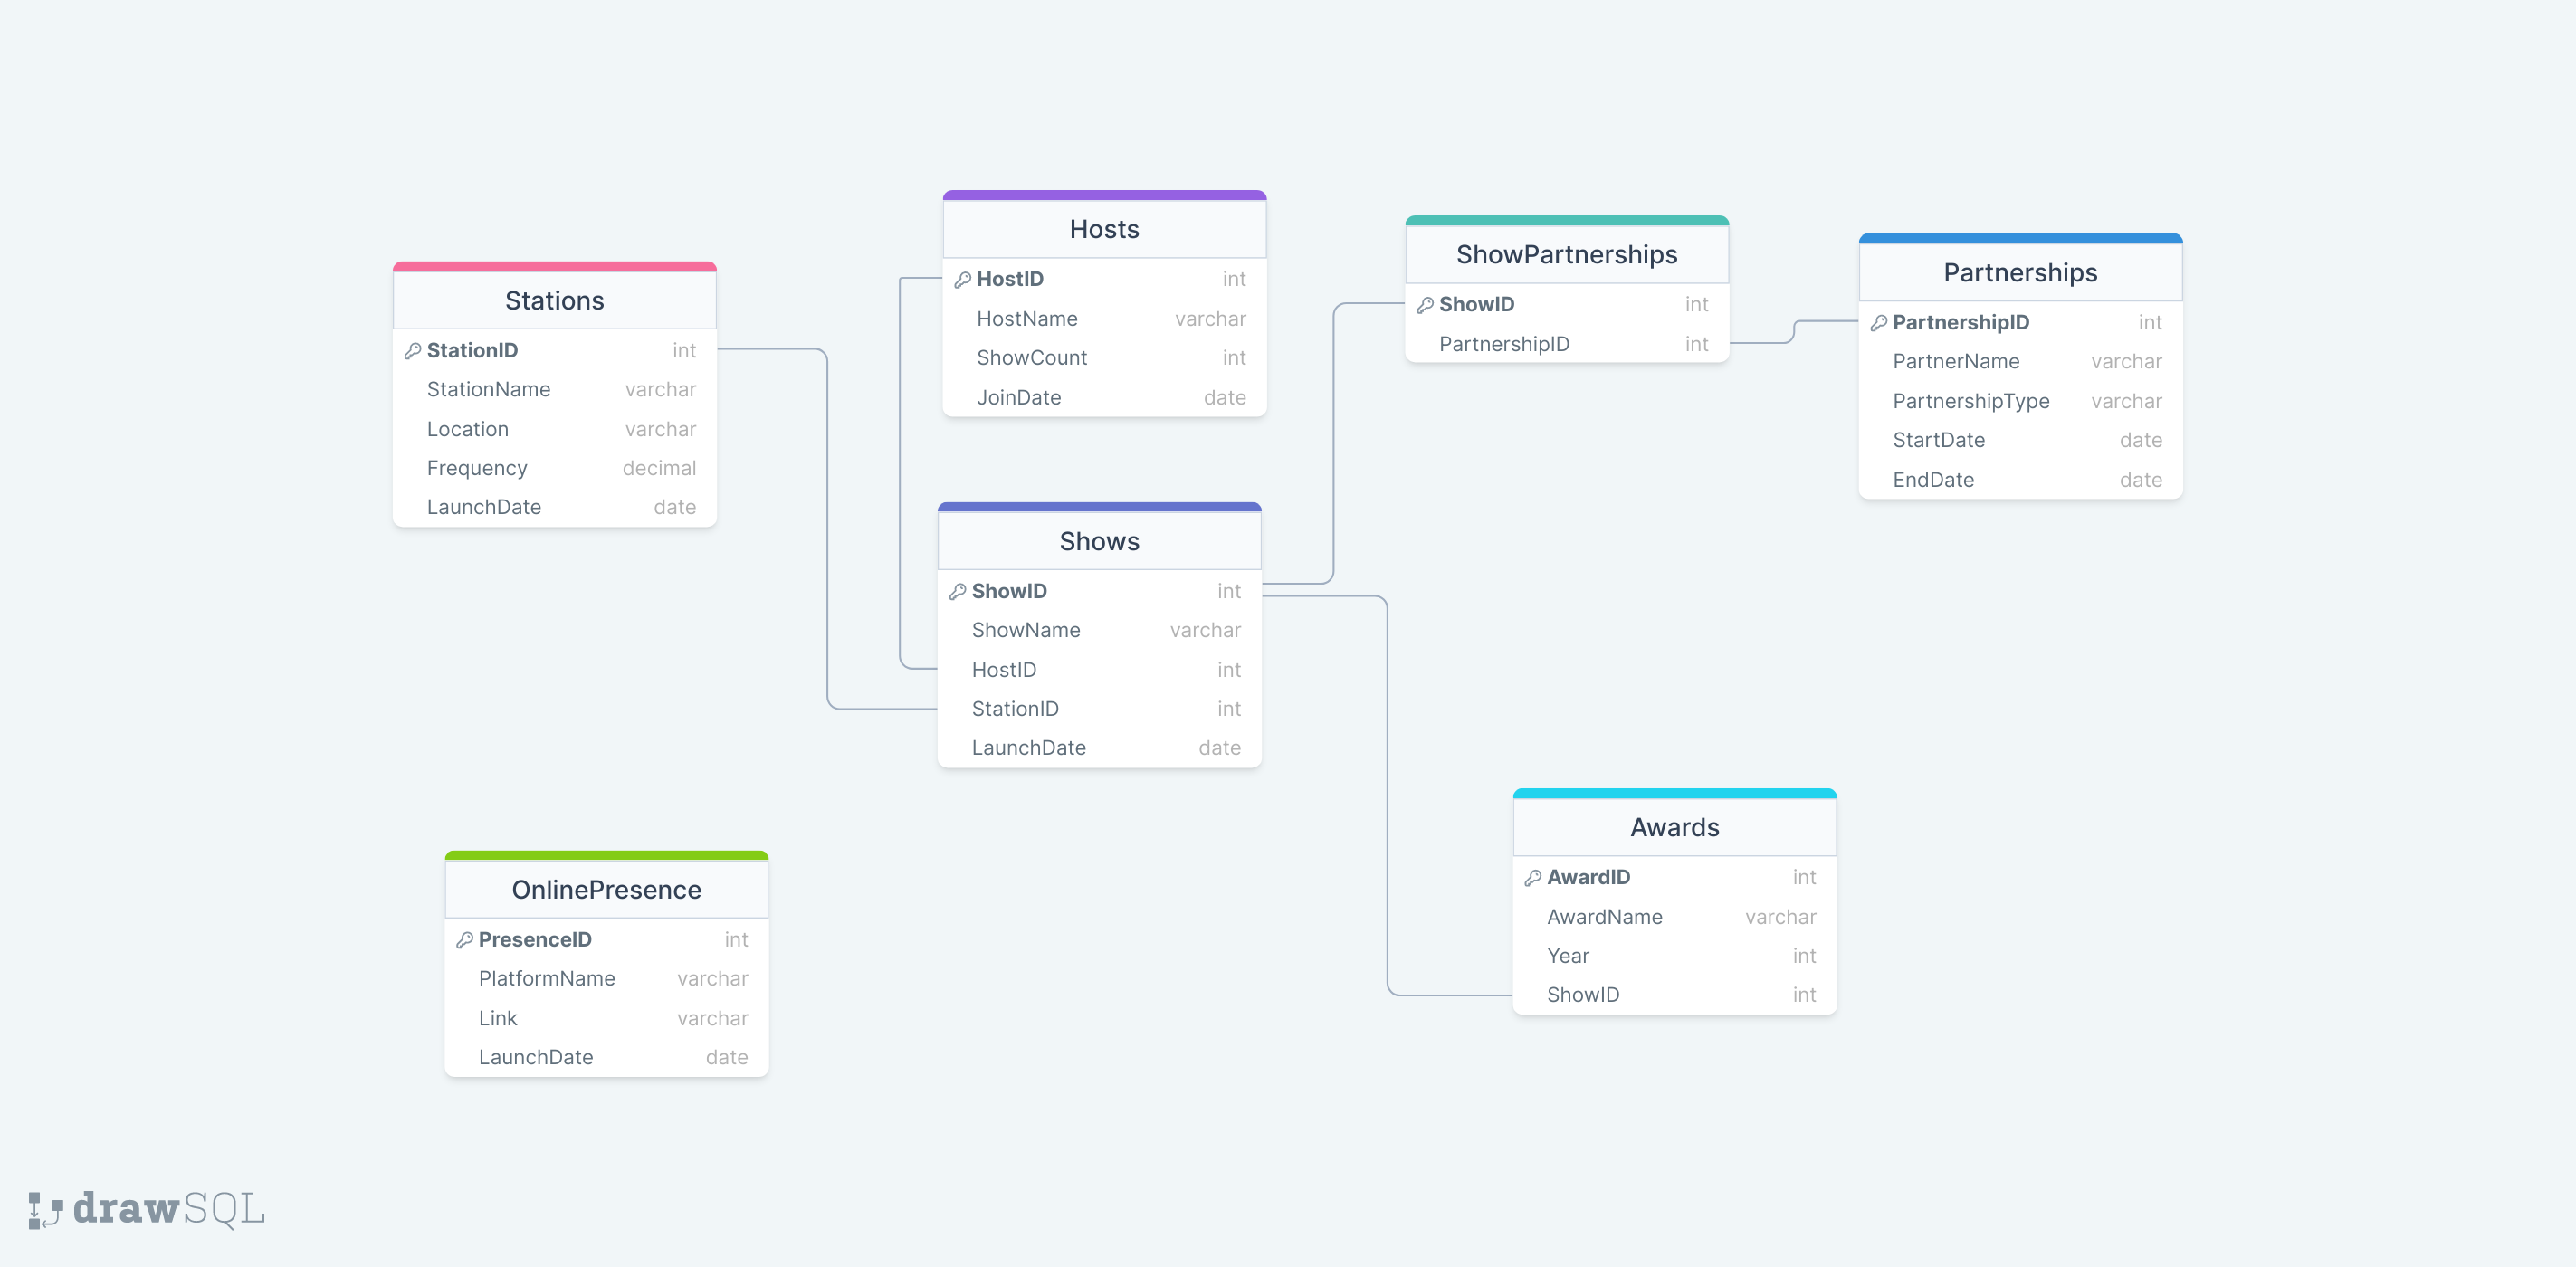 Stations
StationID int
StationName varchar
Location varchar
Frequency decimal
LaunchDate date
Hosts
HostID int
HostName varchar
ShowCount int
JoinDate date
Shows
ShowID int
ShowName varchar
HostID int
StationID int
LaunchDate date
ShowPartnerships
ShowID int
PartnershipID int
Partnerships
PartnershipID int
PartnerName varchar
PartnershipType varchar
StartDate date
EndDate date
OnlinePresence
PresenceID int
PlatformName varchar
Link varchar
LaunchDate date
Awards
AwardID int
AwardName varchar
Year int
ShowID int
drawSQL